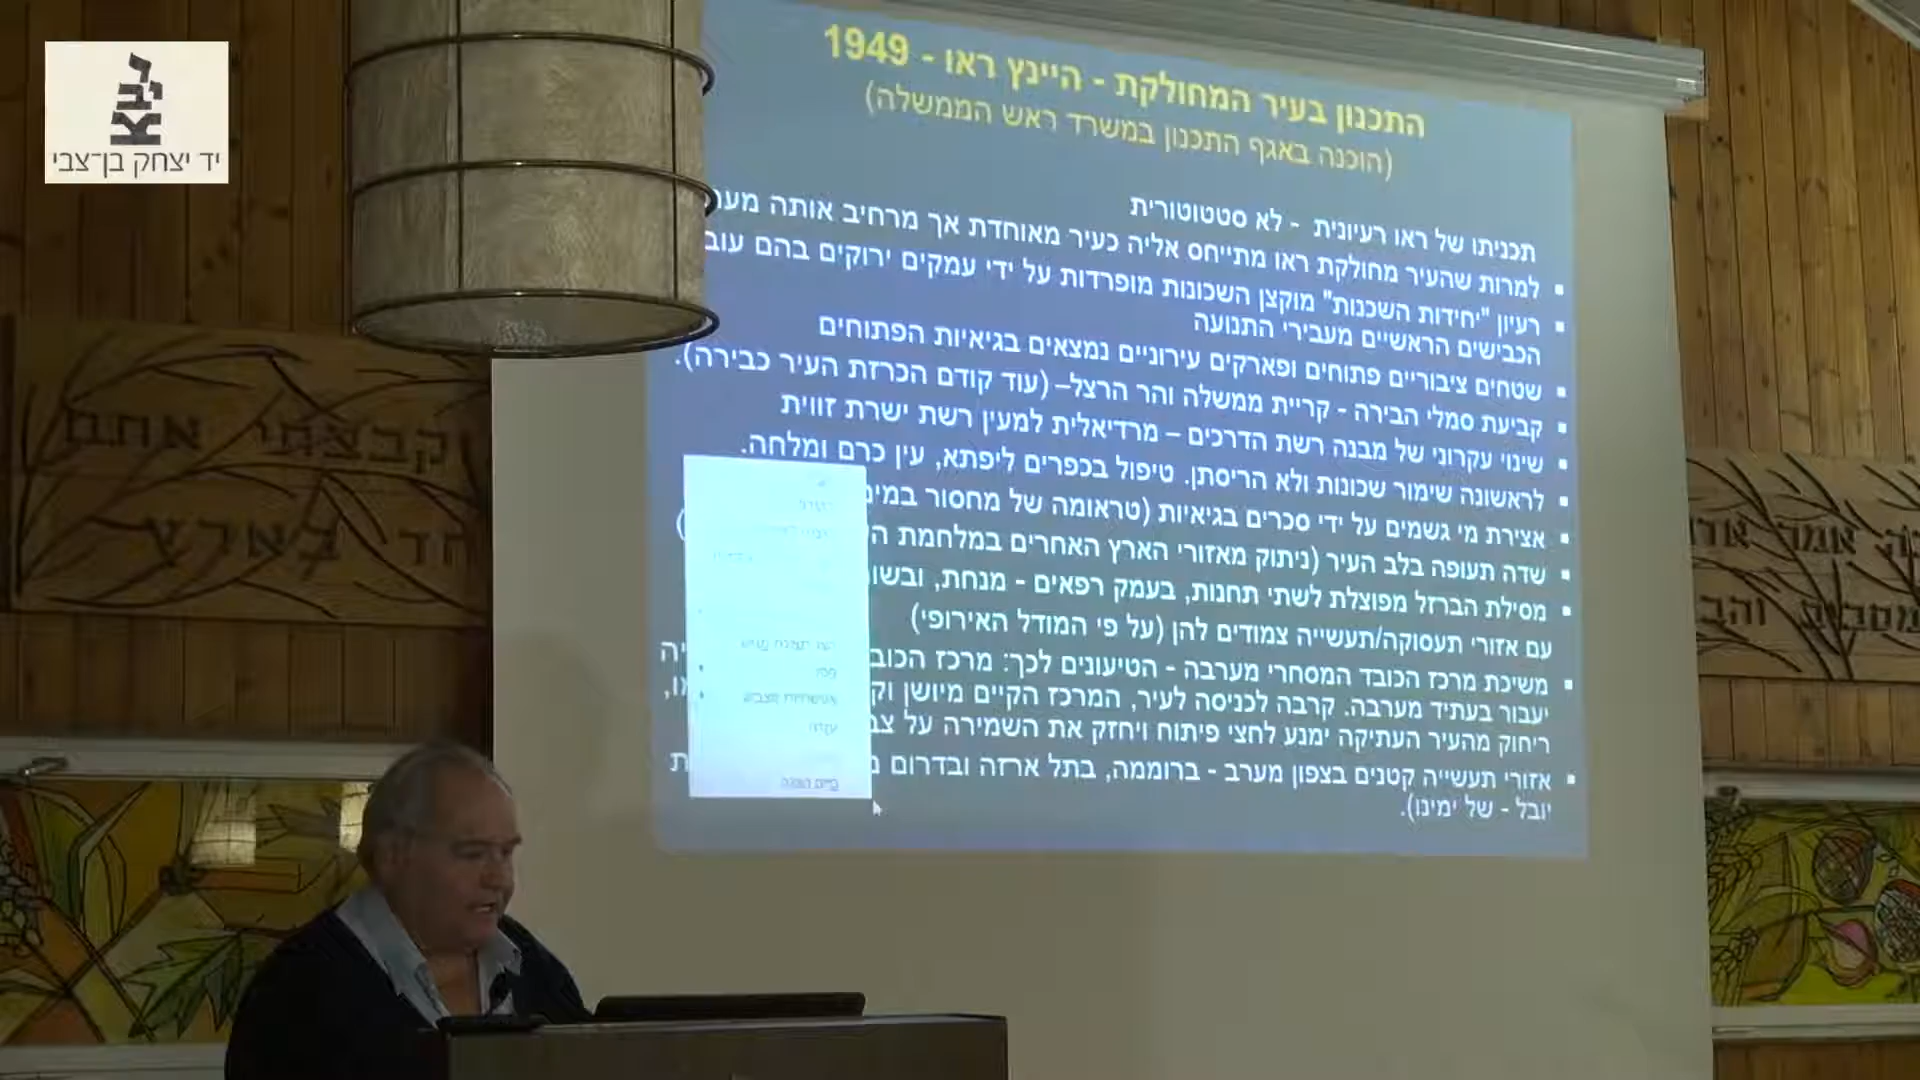 יד יצחק בן־צבי
התכנון בעיר המחולקת - היינץ ראו - 1949
(הוכנה באגף התכנון במשרד ראש הממשלה)
תכניתו של ראו רעיונית - לא סטטוטורית
למרות שהעיר מחולקת ראו מתייחס אליה כעיר מאוחדת אך מרחיב אותה
רעיון "יחידות השכנות" מוקצן השכונות מופרדות על ידי עמקים ירוקים בהם
הכבישים הראשיים מעבירי התנועה
שטחים ציבוריים פתוחים ופארקים עירוניים נמצאים בגיאיות הפתוחים
קביעת סמלי הבירה - קריית ממשלה והר הרצל– (עוד קודם הכרזת העיר כבירה).
שינוי עקרוני של מבנה רשת הדרכים – מרדיאלית למעין רשת ישרת זווית
לראשונה שימור שכונות ולא הריסתן. טיפול בכפרים ליפתא, עין כרם ומלחה.
אצירת מי גשמים על ידי סכרים בגיאיות (טראומה של מחסור
שדה תעופה בלב העיר (ניתוק מאזורי הארץ האחרים במלחמת
מסילת הברזל מפוצלת לשתי תחנות, בעמק רפאים - מנחת,
עם אזורי תעסוקה/תעשייה צמודים להן (על פי המודל האירופי)
משיכת מרכז הכובד המסחרי מערבה - הטיעונים לכך: מרכז
יעבור בעתיד מערבה. קרבה לכניסה לעיר, המרכז הקיים מיושן
ריחוק מהעיר העתיקה ימנע לחצי פיתוח ויחזק את השמירה על
אזורי תעשייה קטנים בצפון מערב - ברוממה, בתל ארזה ובדרום
יובל - של ימינו).
קבצתי אתם